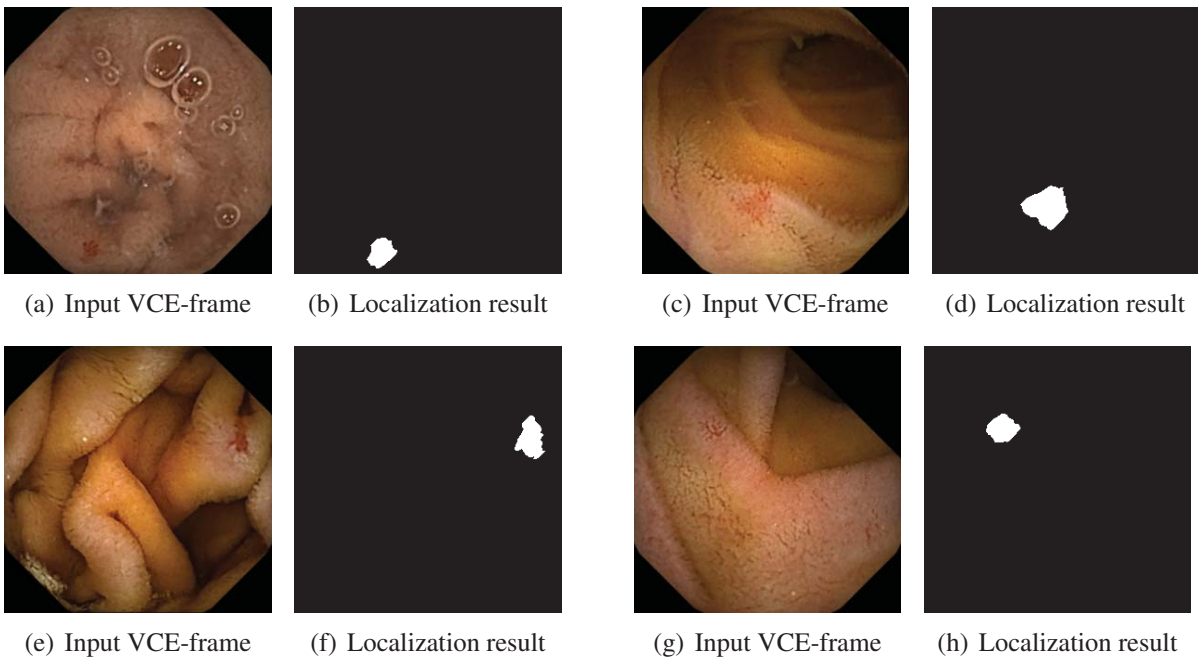 (a) Input VCE-frame
(b) Localization result
(c) Input VCE-frame
(d) Localization result
(e) Input VCE-frame
(f) Localization result
(g) Input VCE-frame
(h) Localization result